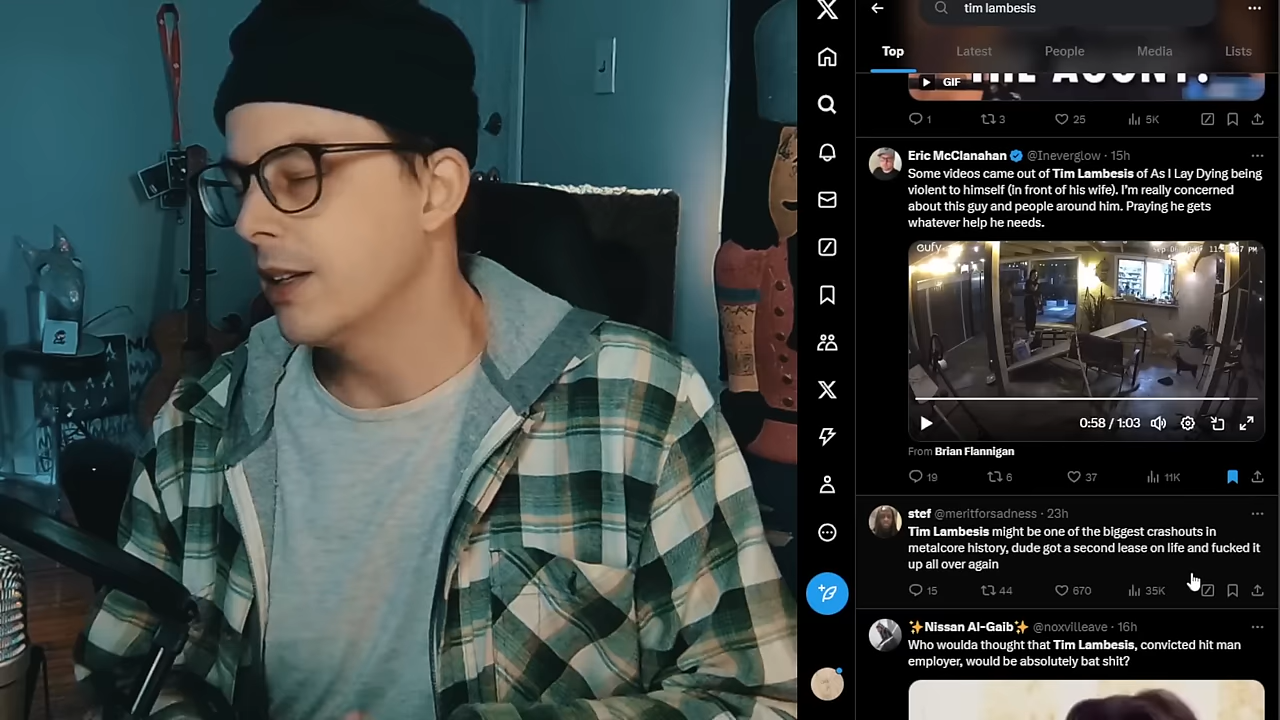 tim lambesis
Top Latest People Media Lists
GIF
1 3 25 5K
Eric McClanahan @Ineverglow · 15h
Some videos came out of Tim Lambesis of As I Lay Dying being
violent to himself (in front of his wife). I'm really concerned
about this guy and people around him. Praying he gets
whatever help he needs.
eufy
0:58 / 1:03
From Brian Flannigan
19 6 37 11K
stef @meritforsadness · 23h
Tim Lambesis might be one of the biggest crashouts in
metalcore history, dude got a second lease on life and fucked it
up all over again
15 44 670 35K
✨Nissan Al-Gaib✨ @noxvilleave · 16h
Who woulda thought that Tim Lambesis, convicted hit man
employer, would be absolutely bat shit?